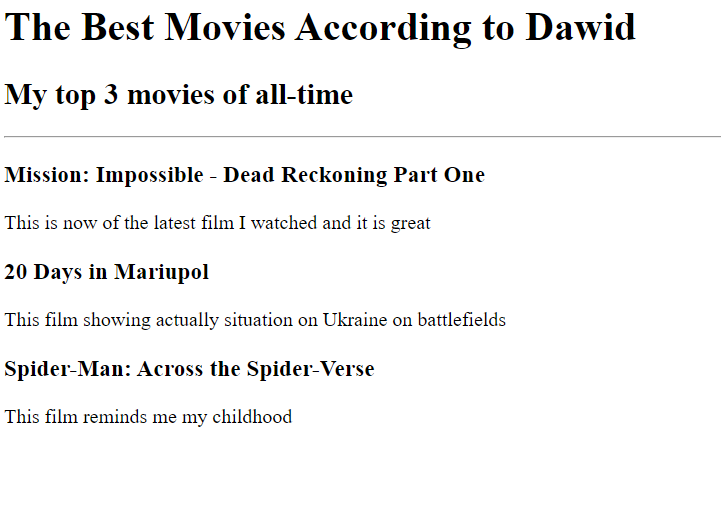 The Best Movies According to Dawid
My top 3 movies of all-time
Mission: Impossible - Dead Reckoning Part One
This is now of the latest film I watched and it is great
20 Days in Mariupol
This film showing actually situation on Ukraine on battlefields
Spider-Man: Across the Spider-Verse
This film reminds me my childhood